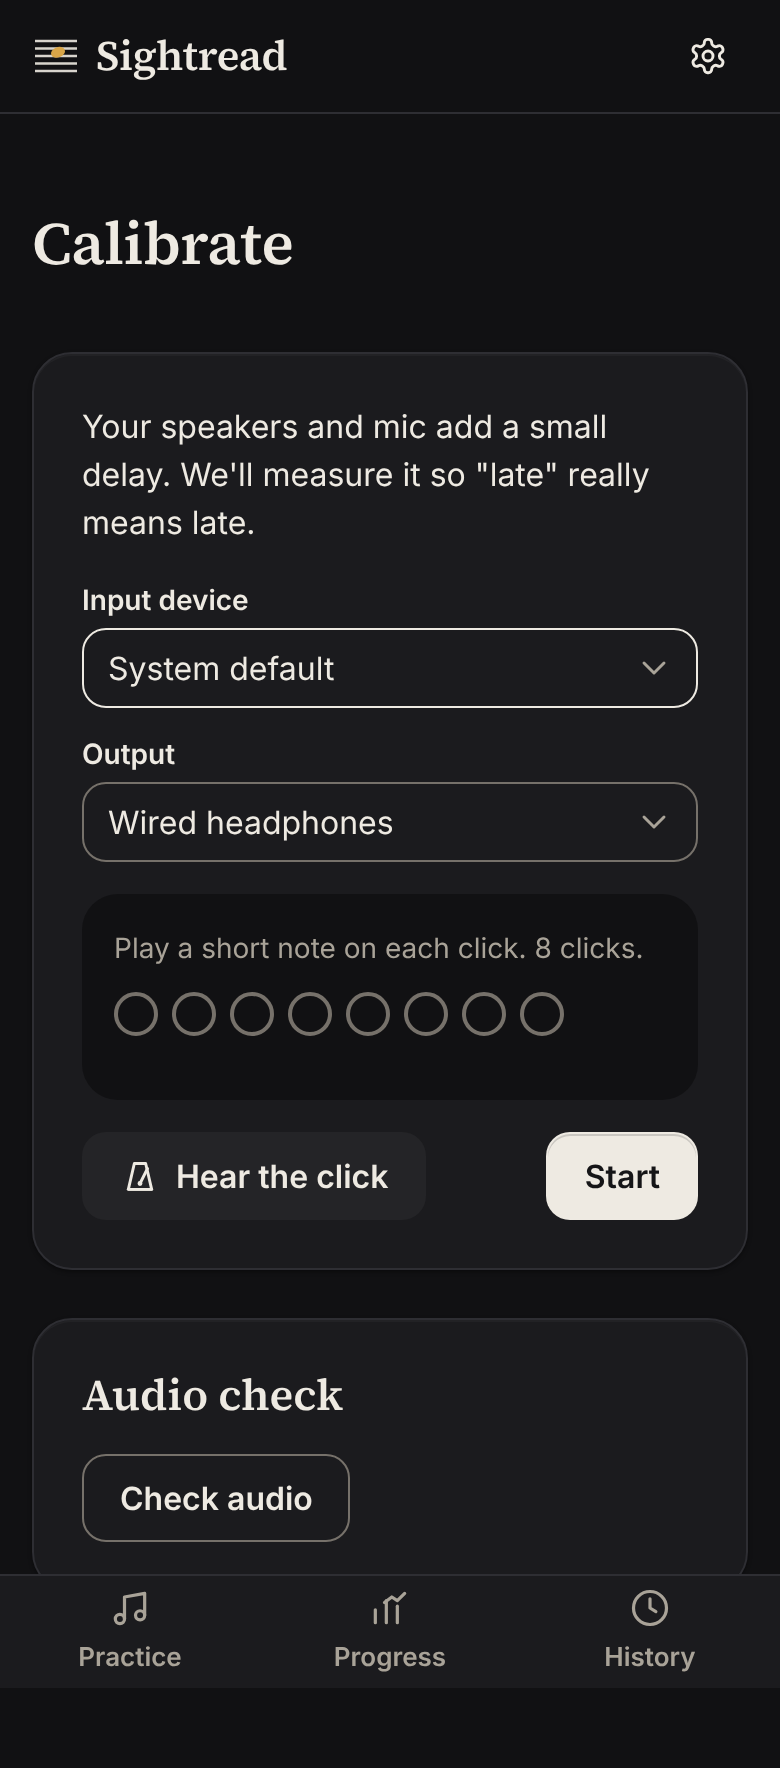 Sightread
Calibrate
Your speakers and mic add a small
delay. We'll measure it so "late" really
means late.
Input device
System default
Output
Wired headphones
Play a short note on each click. 8 clicks.
Hear the click
Start
Audio check
Check audio
Practice
Progress
History